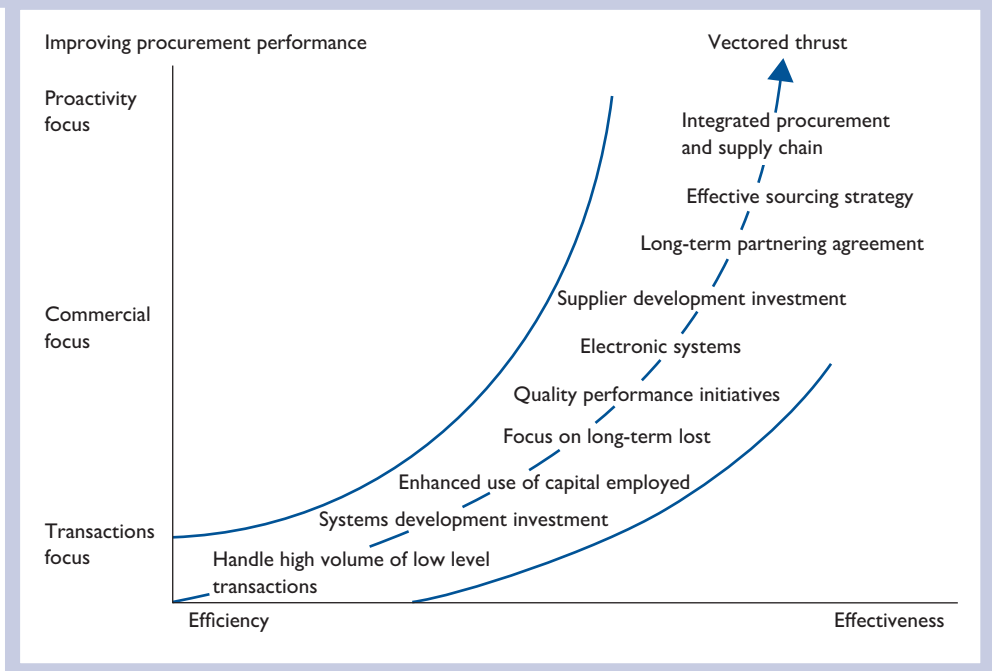 Improving procurement performance
Vectored thrust
Proactivity
focus
Integrated procurement
and supply chain
Effective sourcing strategy
Long-term partnering agreement
Supplier development investment
Commercial
focus
Electronic systems
Quality performance initiatives
Focus on long-term lost
Enhanced use of capital employed
Systems development investment
Transactions
focus
Handle high volume of low level
transactions
Efficiency
Effectiveness